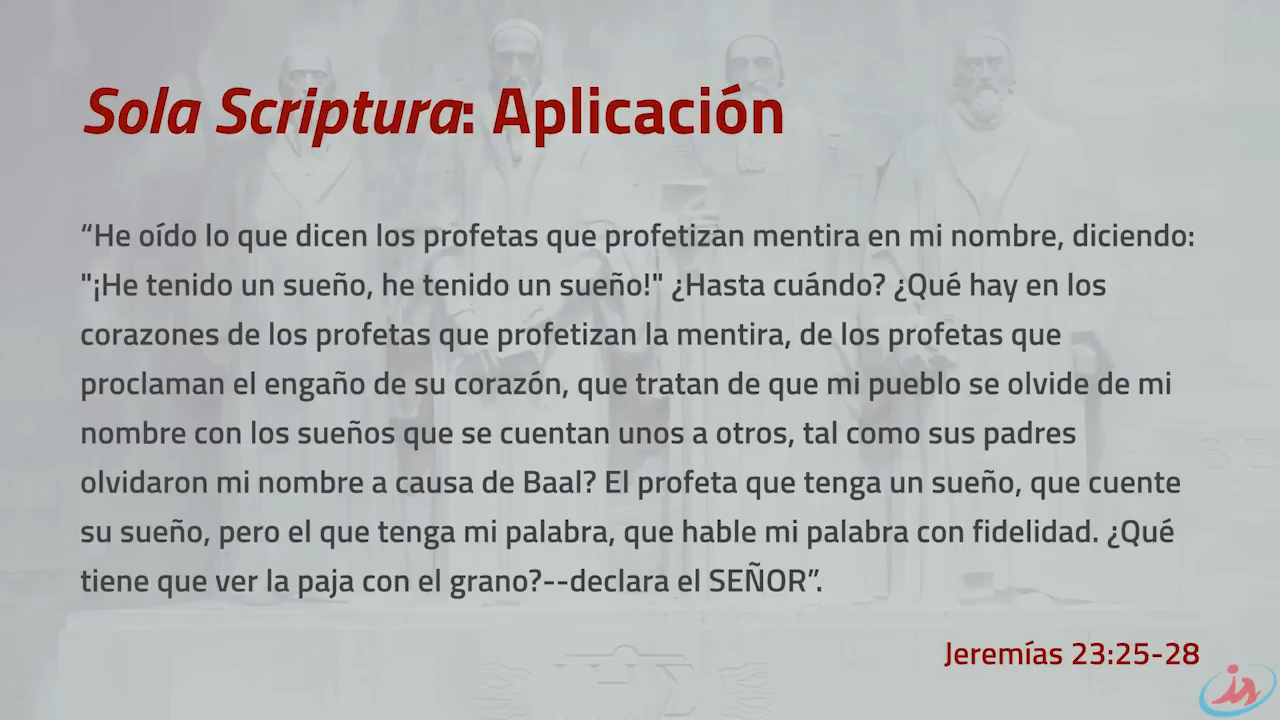 Sola Scriptura: Aplicación
“He oído lo que dicen los profetas que profetizan mentira en mi nombre, diciendo:
"¡He tenido un sueño, he tenido un sueño!" ¿Hasta cuándo? ¿Qué hay en los
corazones de los profetas que profetizan la mentira, de los profetas que
proclaman el engaño de su corazón, que tratan de que mi pueblo se olvide de mi
nombre con los sueños que se cuentan unos a otros, tal como sus padres
olvidaron mi nombre a causa de Baal? El profeta que tenga un sueño, que cuente
su sueño, pero el que tenga mi palabra, que hable mi palabra con fidelidad. ¿Qué
tiene que ver la paja con el grano?--declara el SEÑOR”.
Jeremías 23:25-28